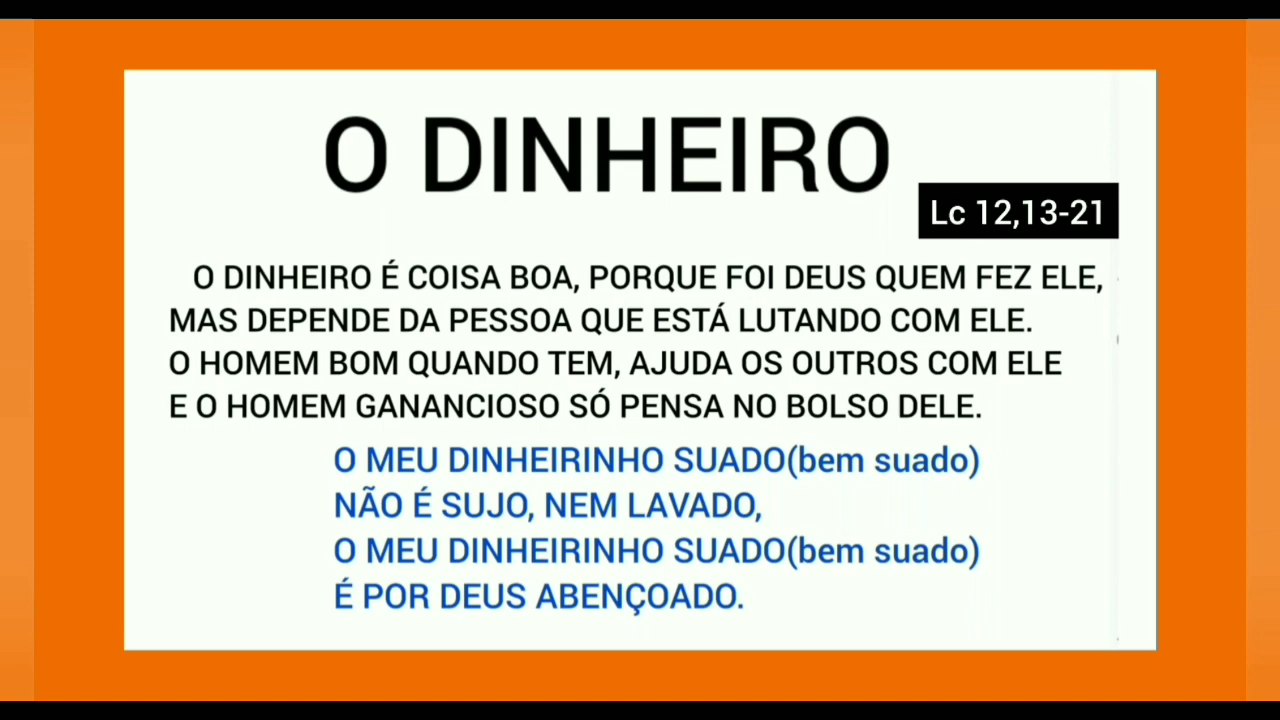 O DINHEIRO
Lc 12,13-21
O DINHEIRO É COISA BOA, PORQUE FOI DEUS QUEM FEZ ELE,
MAS DEPENDE DA PESSOA QUE ESTÁ LUTANDO COM ELE.
O HOMEM BOM QUANDO TEM, AJUDA OS OUTROS COM ELE
E O HOMEM GANANCIOSO SÓ PENSA NO BOLSO DELE.
O MEU DINHEIRINHO SUADO(bem suado)
NÃO É SUJO, NEM LAVADO,
O MEU DINHEIRINHO SUADO(bem suado)
É POR DEUS ABENÇOADO.